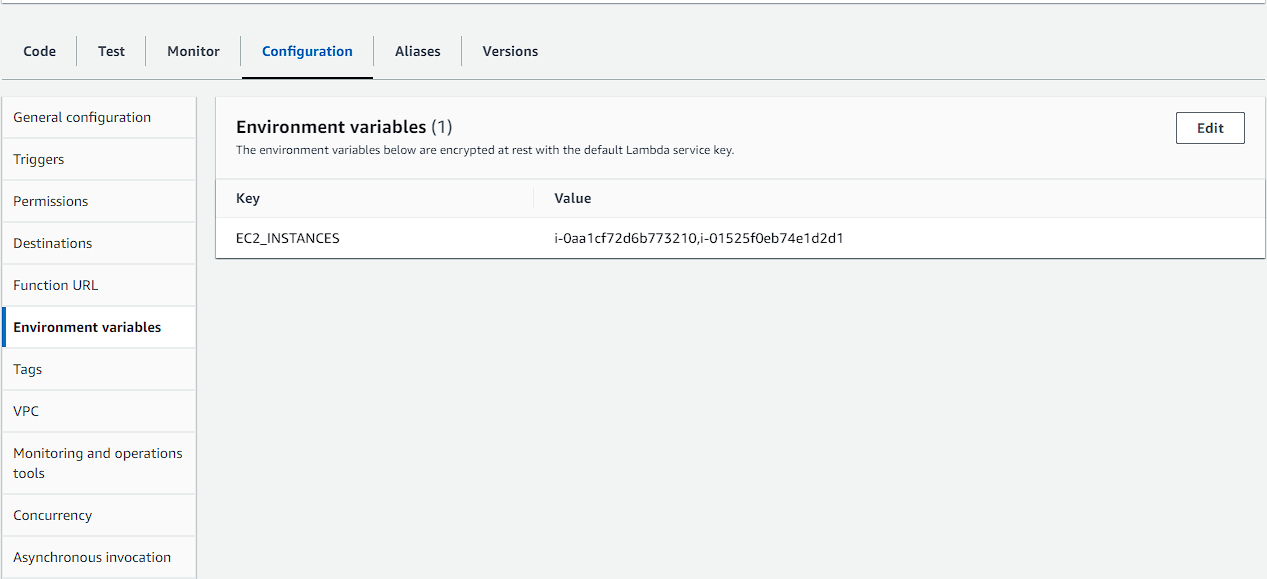 Code
Test
Monitor
Configuration
Aliases
Versions
General configuration
Triggers
Permissions
Destinations
Function URL
Environment variables
Tags
VPC
Monitoring and operations
tools
Concurrency
Asynchronous invocation
Environment variables (1)
The environment variables below are encrypted at rest with the default Lambda service key.
Edit
Key
Value
EC2_INSTANCES
i-0aa1cf72d6b773210,i-01525f0eb74e1d2d1